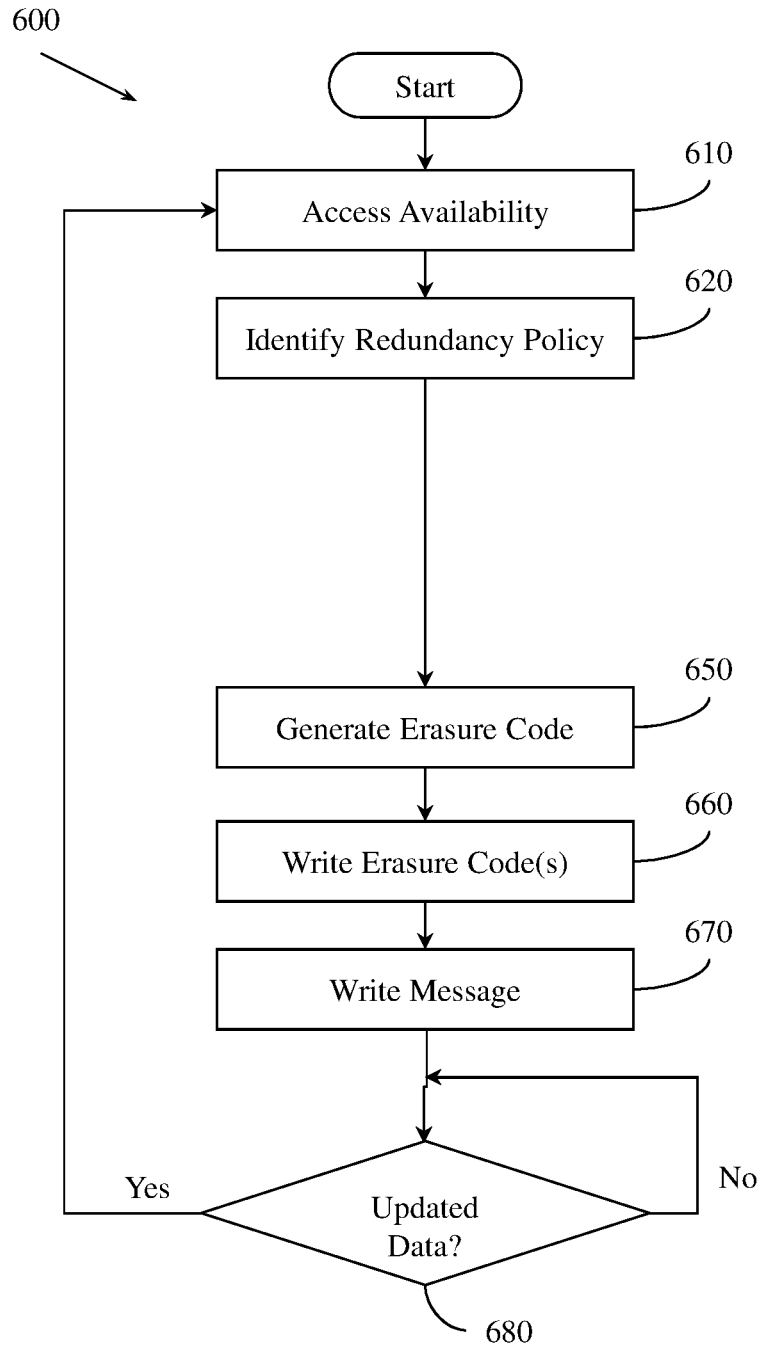 600
Start
610
Access Availability
620
Identify Redundancy Policy
650
Generate Erasure Code
660
Write Erasure Code(s)
670
Write Message
Yes
No
Updated
Data?
680